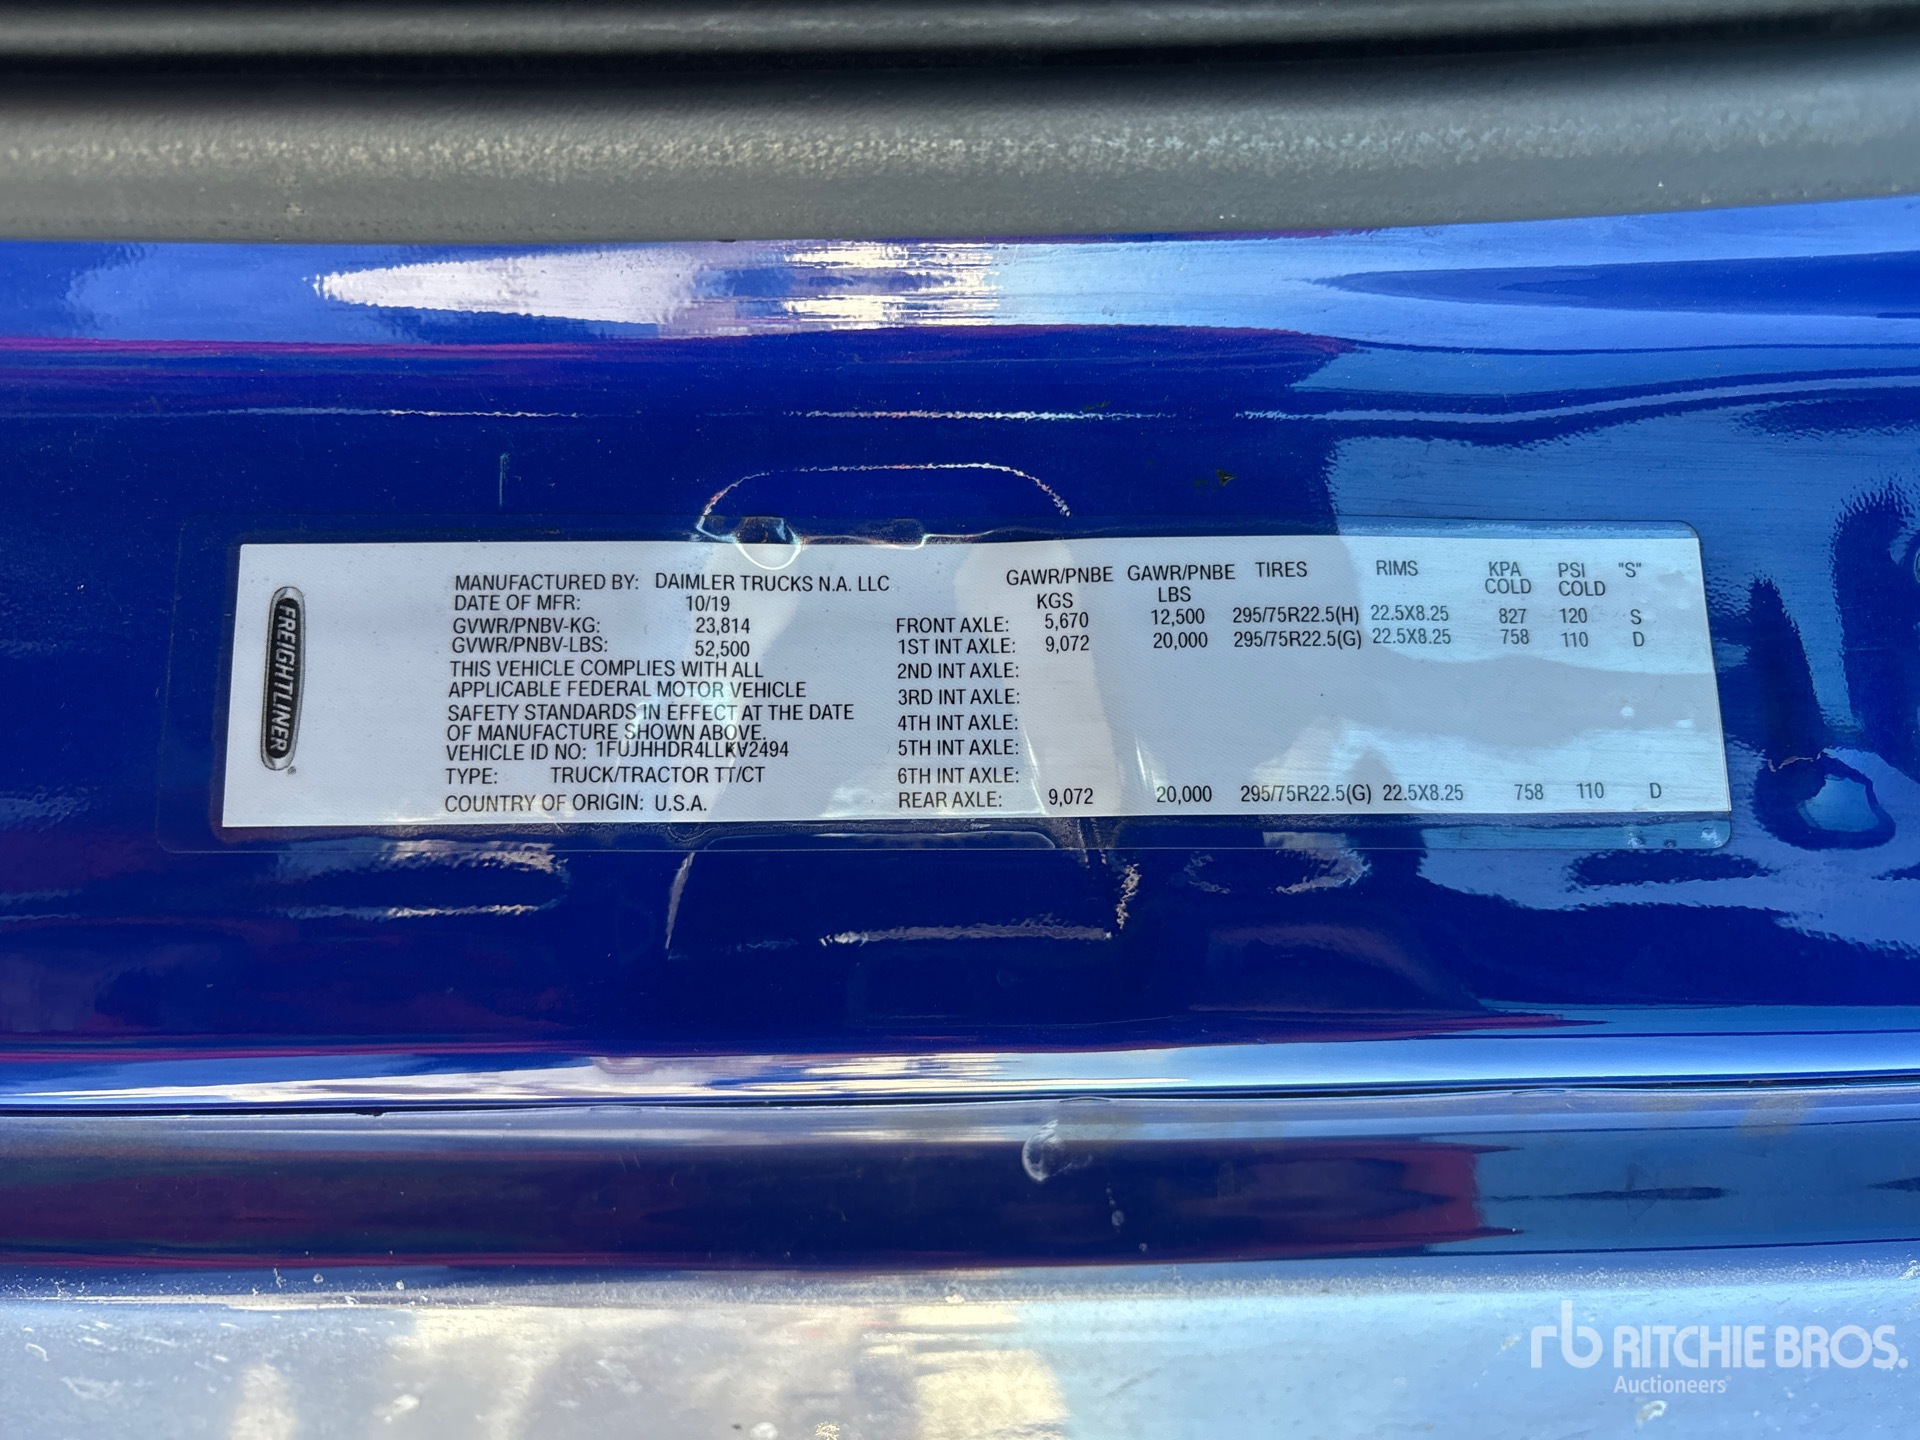 FREIGHTLINER
MANUFACTURED BY: DAIMLER TRUCKS N.A. LLC
DATE OF MFR: 10/19
GVWR/PNBV-KG: 23,814
GVWR/PNBV-LBS: 52,500
THIS VEHICLE COMPLIES WITH ALL
APPLICABLE FEDERAL MOTOR VEHICLE
SAFETY STANDARDS IN EFFECT AT THE DATE
OF MANUFACTURE SHOWN ABOVE.
VEHICLE ID NO: 1FUJHHDR4LLKV2494
TYPE: TRUCK/TRACTOR TT/CT
COUNTRY OF ORIGIN: U.S.A.
GAWR/PNBE GAWR/PNBE TIRES RIMS KPA PSI "S"
KGS LBS COLD COLD
FRONT AXLE: 5,670 12,500 295/75R22.5(H) 22.5X8.25 827 120 S
1ST INT AXLE: 9,072 20,000 295/75R22.5(G) 22.5X8.25 758 110 D
2ND INT AXLE:
3RD INT AXLE:
4TH INT AXLE:
5TH INT AXLE:
6TH INT AXLE:
REAR AXLE: 9,072 20,000 295/75R22.5(G) 22.5X8.25 758 110 D
rb RITCHIE BROS.
Auctioneers